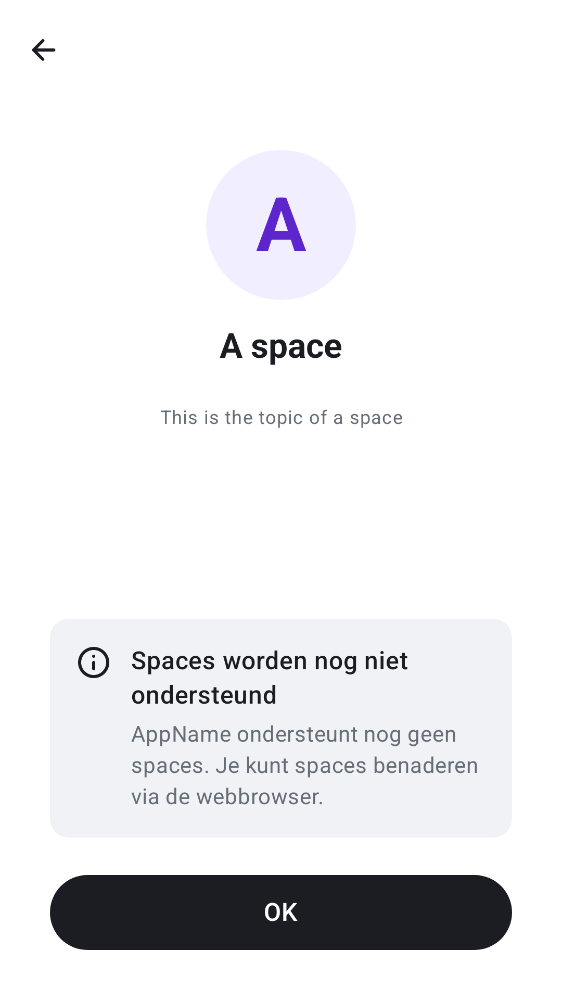 A
A space
This is the topic of a space
Spaces worden nog niet
ondersteund
AppName ondersteunt nog geen
spaces. Je kunt spaces benaderen
via de webbrowser.
OK